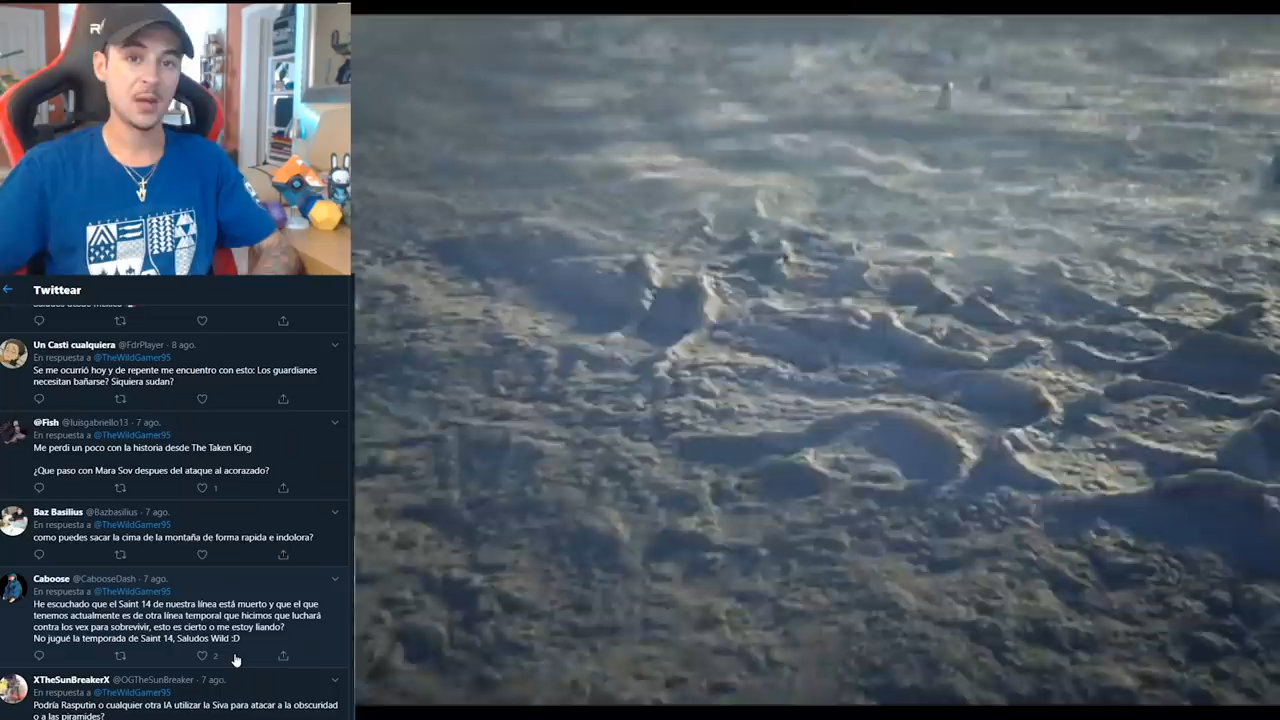 Twittear
Un Casti cualquiera @FdrPlayer · 8 ago.
En respuesta a @TheWildGamer95
Se me ocurrió hoy y de repente me encuentro con esto: Los guardianes
necesitan bañarse? Siquiera sudan?
@Fish @luisgabriello13 · 7 ago.
En respuesta a @TheWildGamer95
Me perdi un poco con la historia desde The Taken King
¿Que paso con Mara Sov despues del ataque al acorazado?
1
Baz Basilius @Bazbasilius · 7 ago.
En respuesta a @TheWildGamer95
como puedes sacar la cima de la montaña de forma rapida e indolora?
Caboose @CabooseDash · 7 ago.
En respuesta a @TheWildGamer95
He escuchado que el Saint 14 de nuestra línea está muerto y que el que
tenemos actualmente es de otra línea temporal que hicimos que luchará
contra los vex para sobrevivir, esto es cierto o me estoy liando?
No jugué la temporada de Saint 14, Saludos Wild :D
2
XTheSunBreakerX @OGTheSunBreaker · 7 ago.
En respuesta a @TheWildGamer95
Podría Rasputin o cualquier otra IA utilizar la Siva para atacar a la obscuridad
o a las piramides?